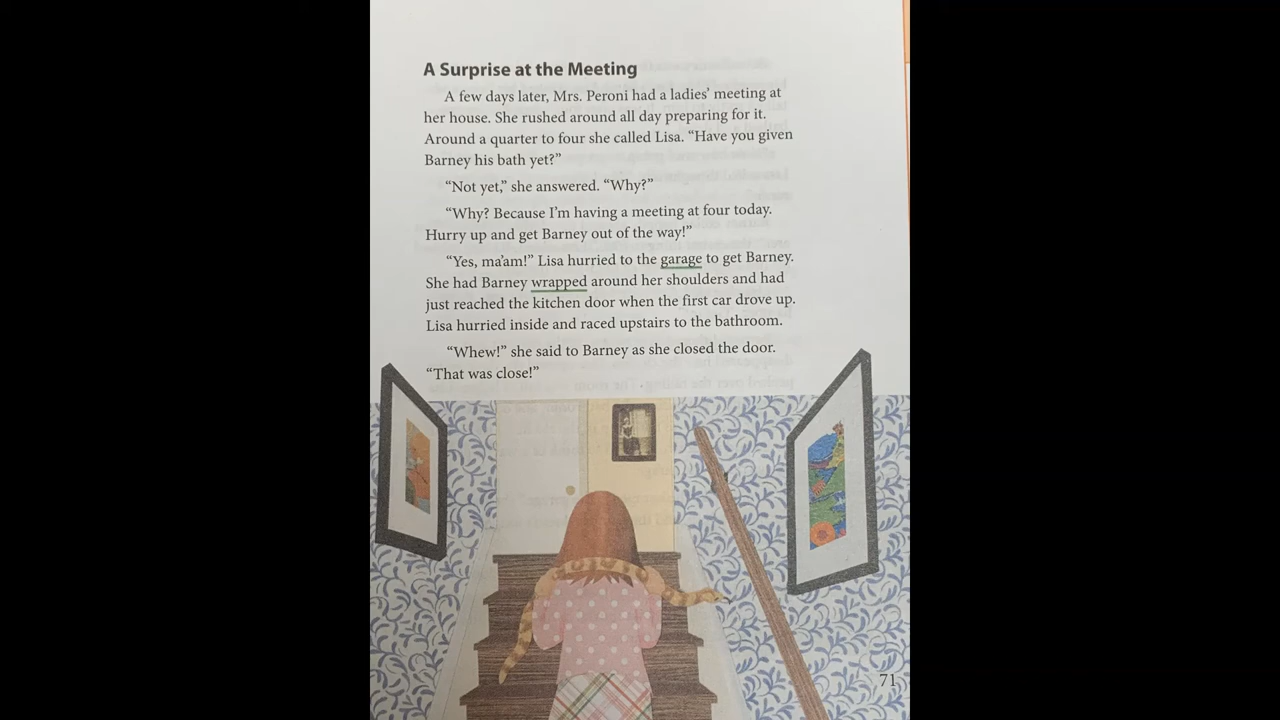 A Surprise at the Meeting
A few days later, Mrs. Peroni had a ladies’ meeting at
her house. She rushed around all day preparing for it.
Around a quarter to four she called Lisa. “Have you given
Barney his bath yet?”
“Not yet,” she answered. “Why?”
“Why? Because I’m having a meeting at four today.
Hurry up and get Barney out of the way!”
“Yes, ma’am!” Lisa hurried to the garage to get Barney.
She had Barney wrapped around her shoulders and had
just reached the kitchen door when the first car drove up.
Lisa hurried inside and raced upstairs to the bathroom.
“Whew!” she said to Barney as she closed the door.
“That was close!”
71